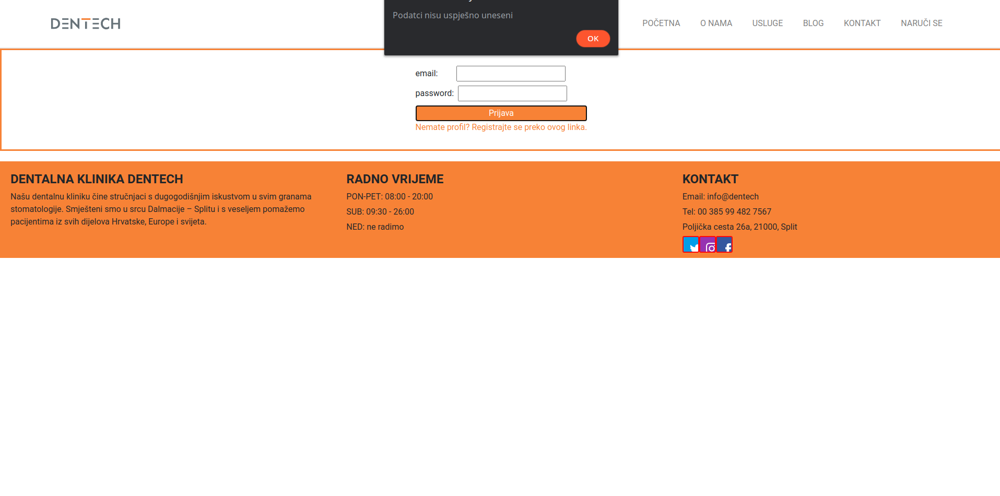 DENTECH
Podatci nisu uspješno uneseni
OK
POČETNA O NAMA USLUGE BLOG KONTAKT NARUČI SE
email:
password:
Prijava
Nemate profil? Registrajte se preko ovog linka.
DENTALNA KLINIKA DENTECH
Našu dentalnu kliniku čine stručnjaci s dugogodišnjim iskustvom u svim granama
stomatologije. Smješteni smo u srcu Dalmacije – Splitu i s veseljem pomažemo
pacijentima iz svih dijelova Hrvatske, Europe i svijeta.
RADNO VRIJEME
PON-PET: 08:00 - 20:00
SUB: 09:30 - 26:00
NED: ne radimo
KONTAKT
Email: info@dentech
Tel: 00 385 99 482 7567
Poljička cesta 26a, 21000, Split